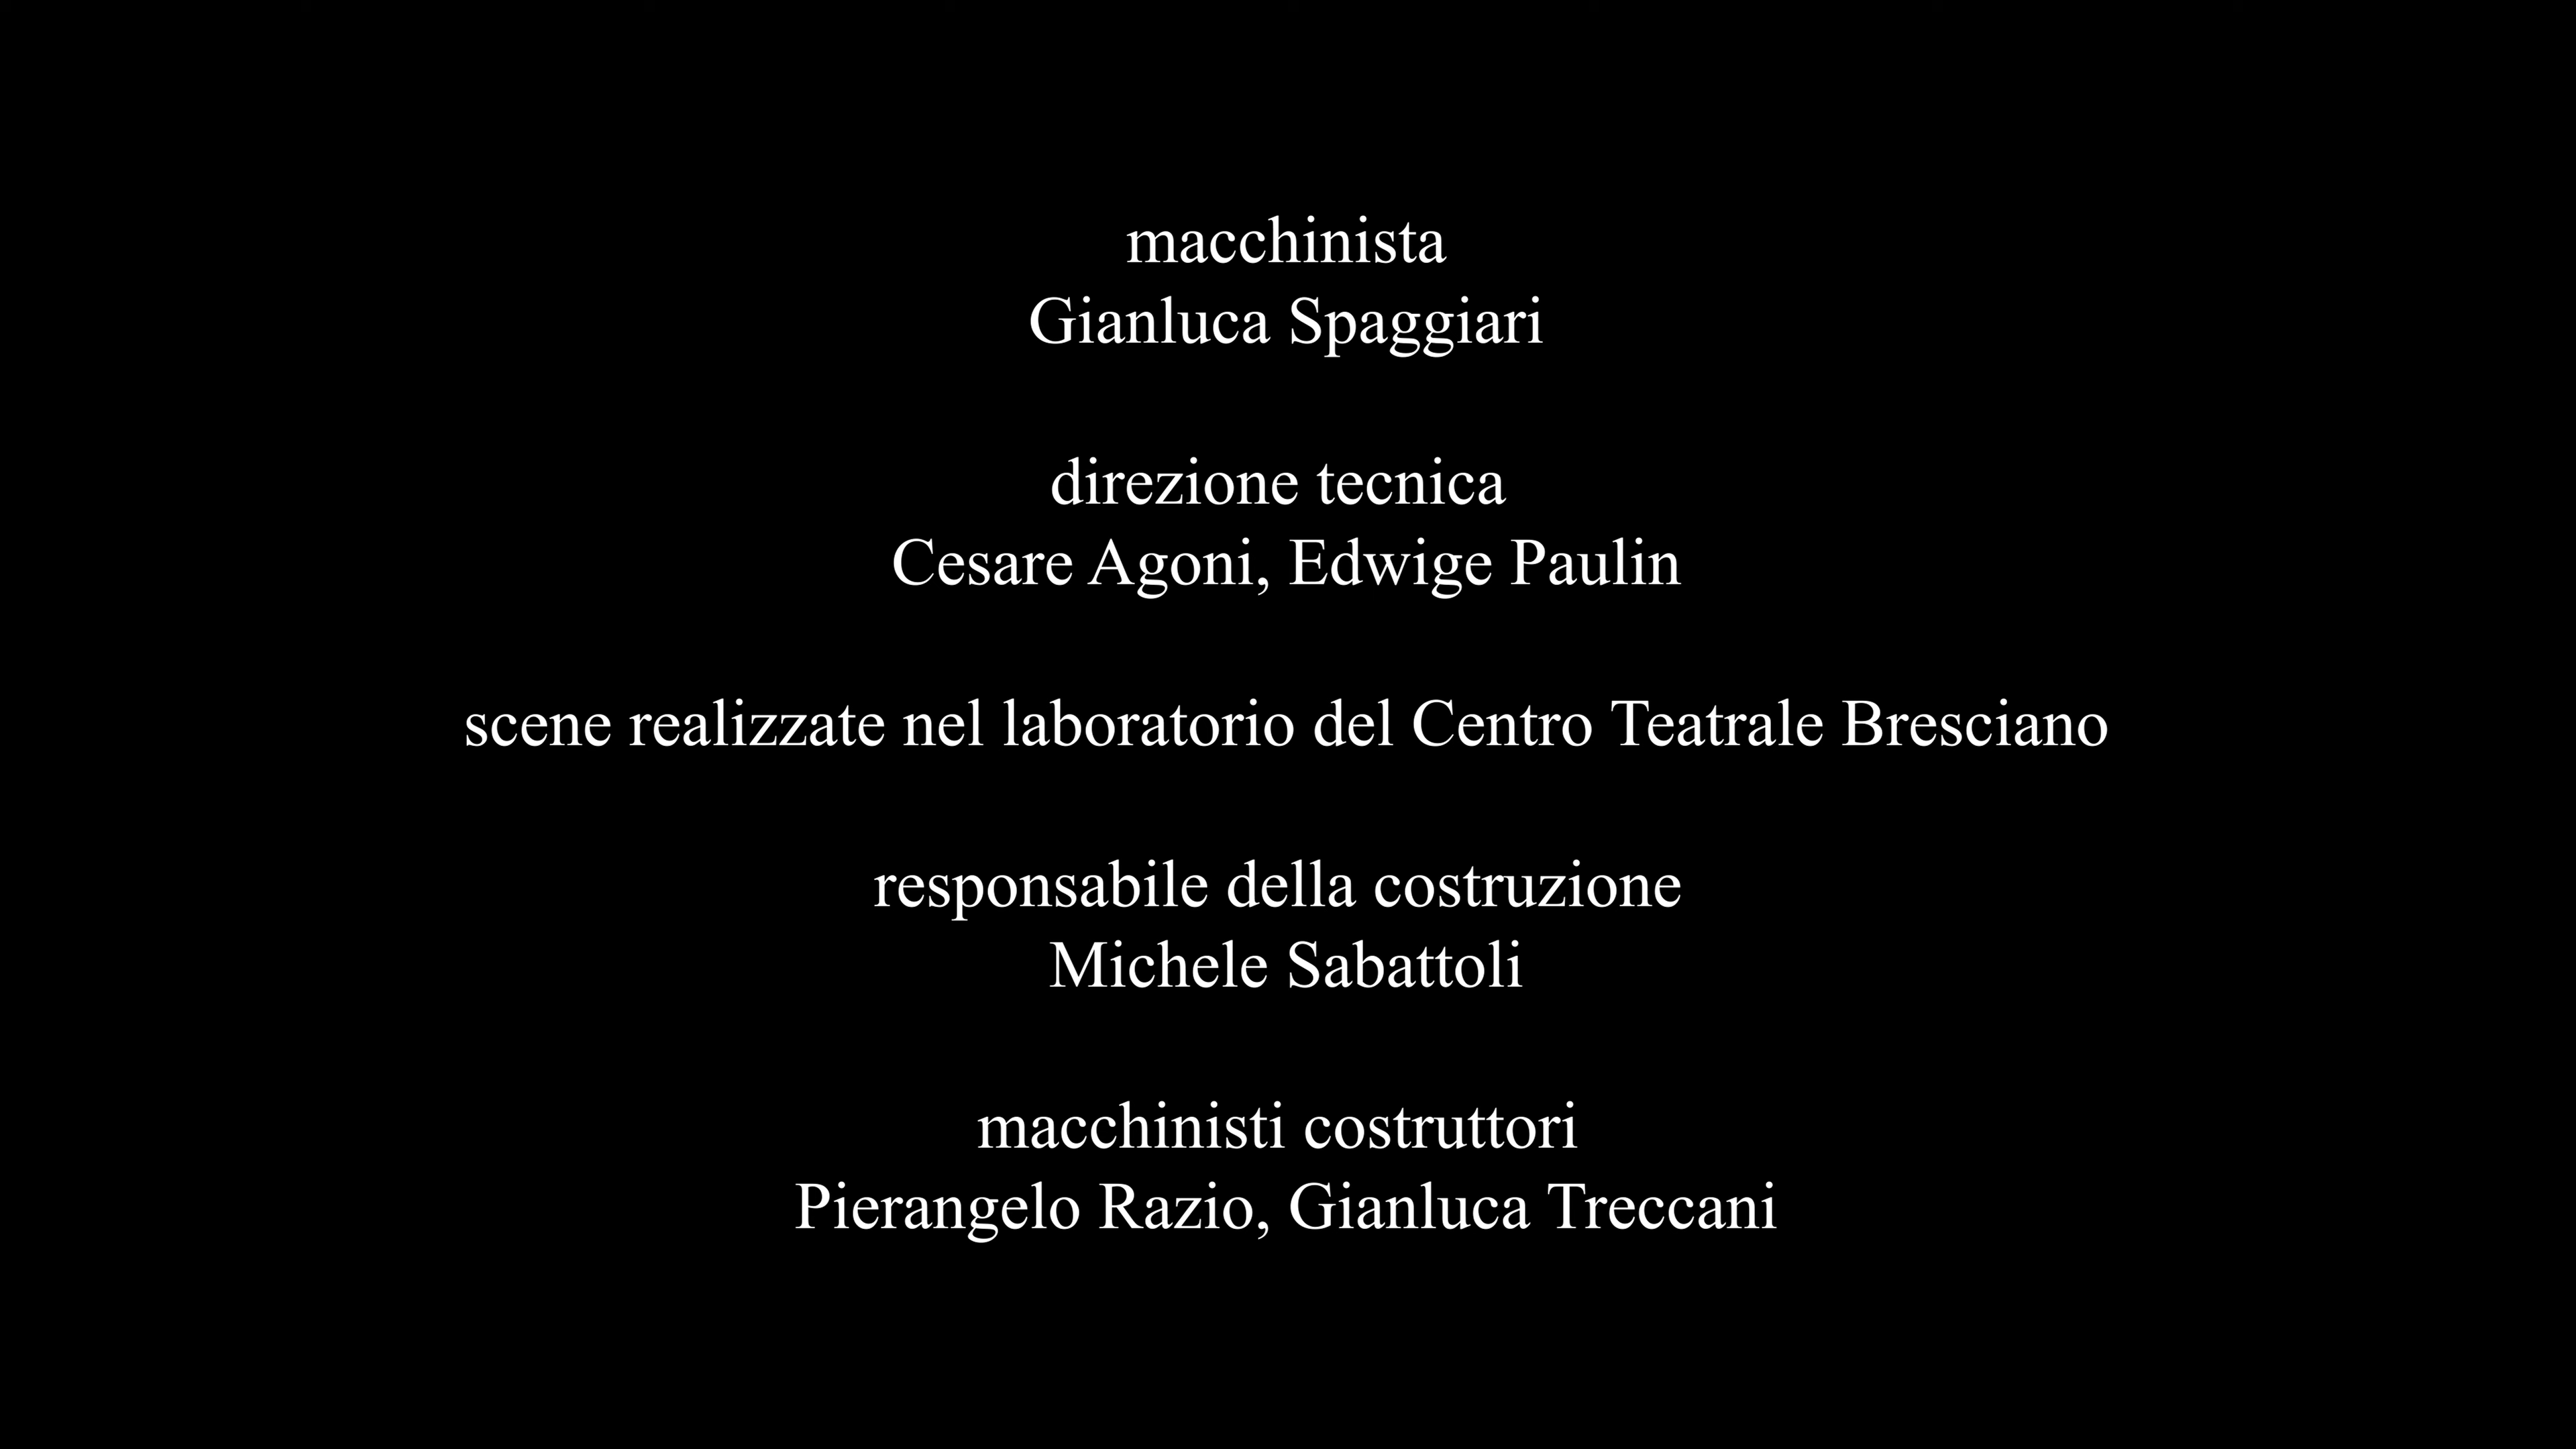 macchinista
Gianluca Spaggiari
direzione tecnica
Cesare Agoni, Edwige Paulin
scene realizzate nel laboratorio del Centro Teatrale Bresciano
responsabile della costruzione
Michele Sabattoli
macchinisti costruttori
Pierangelo Razio, Gianluca Treccani